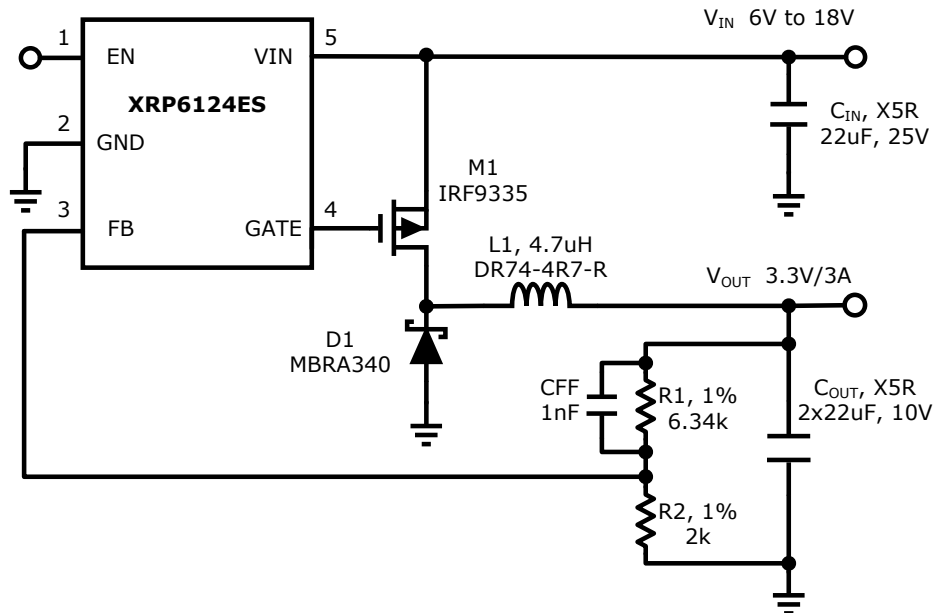 V_IN 6V to 18V
1
EN
VIN
5
XRP6124ES
2
GND
C_IN, X5R
22uF, 25V
M1
IRF9335
3
FB
GATE
4
L1, 4.7uH
DR74-4R7-R
V_OUT 3.3V/3A
D1
MBRA340
CFF
1nF
R1, 1%
6.34k
C_OUT, X5R
2x22uF, 10V
R2, 1%
2k